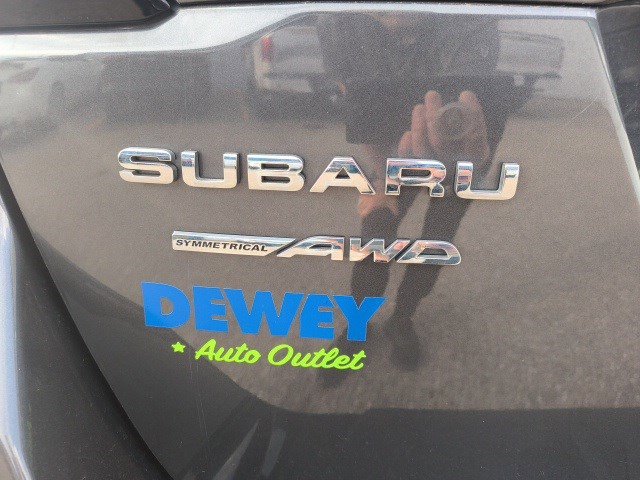 SUBARU
SYMMETRICAL AWD
DEWEY
Auto Outlet